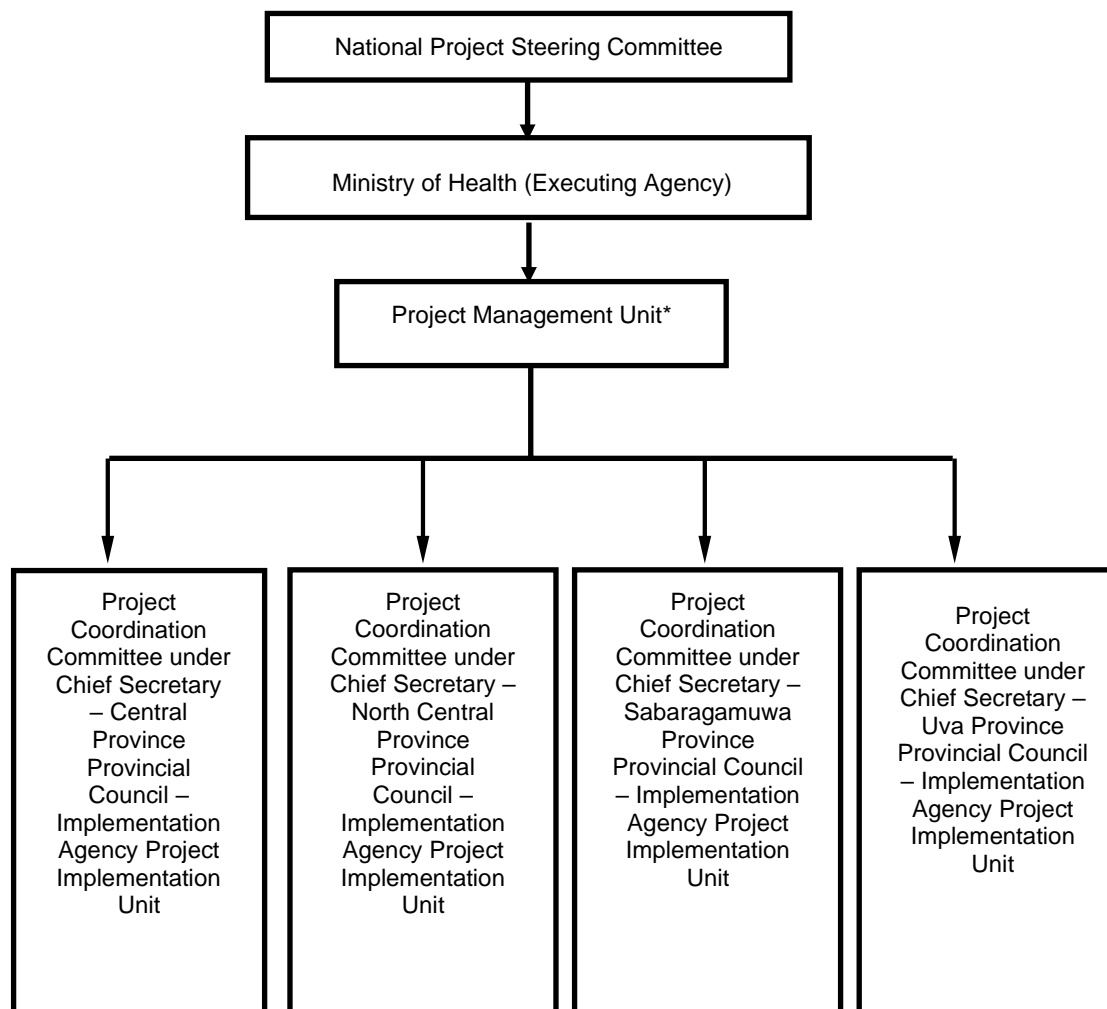 National Project Steering Committee
Ministry of Health (Executing Agency)
Project Management Unit*
Project
Coordination
Committee under
Chief Secretary
– Central
Province
Provincial
Council –
Implementation
Agency Project
Implementation
Unit
Project
Coordination
Committee under
Chief Secretary –
North Central
Province
Provincial
Council –
Implementation
Agency Project
Implementation
Unit
Project
Coordination
Committee under
Chief Secretary –
Sabaragamuwa
Province
Provincial Council
– Implementation
Agency Project
Implementation
Unit
Project
Coordination
Committee under
Chief Secretary –
Uva Province
Provincial Council
– Implementation
Agency Project
Implementation
Unit